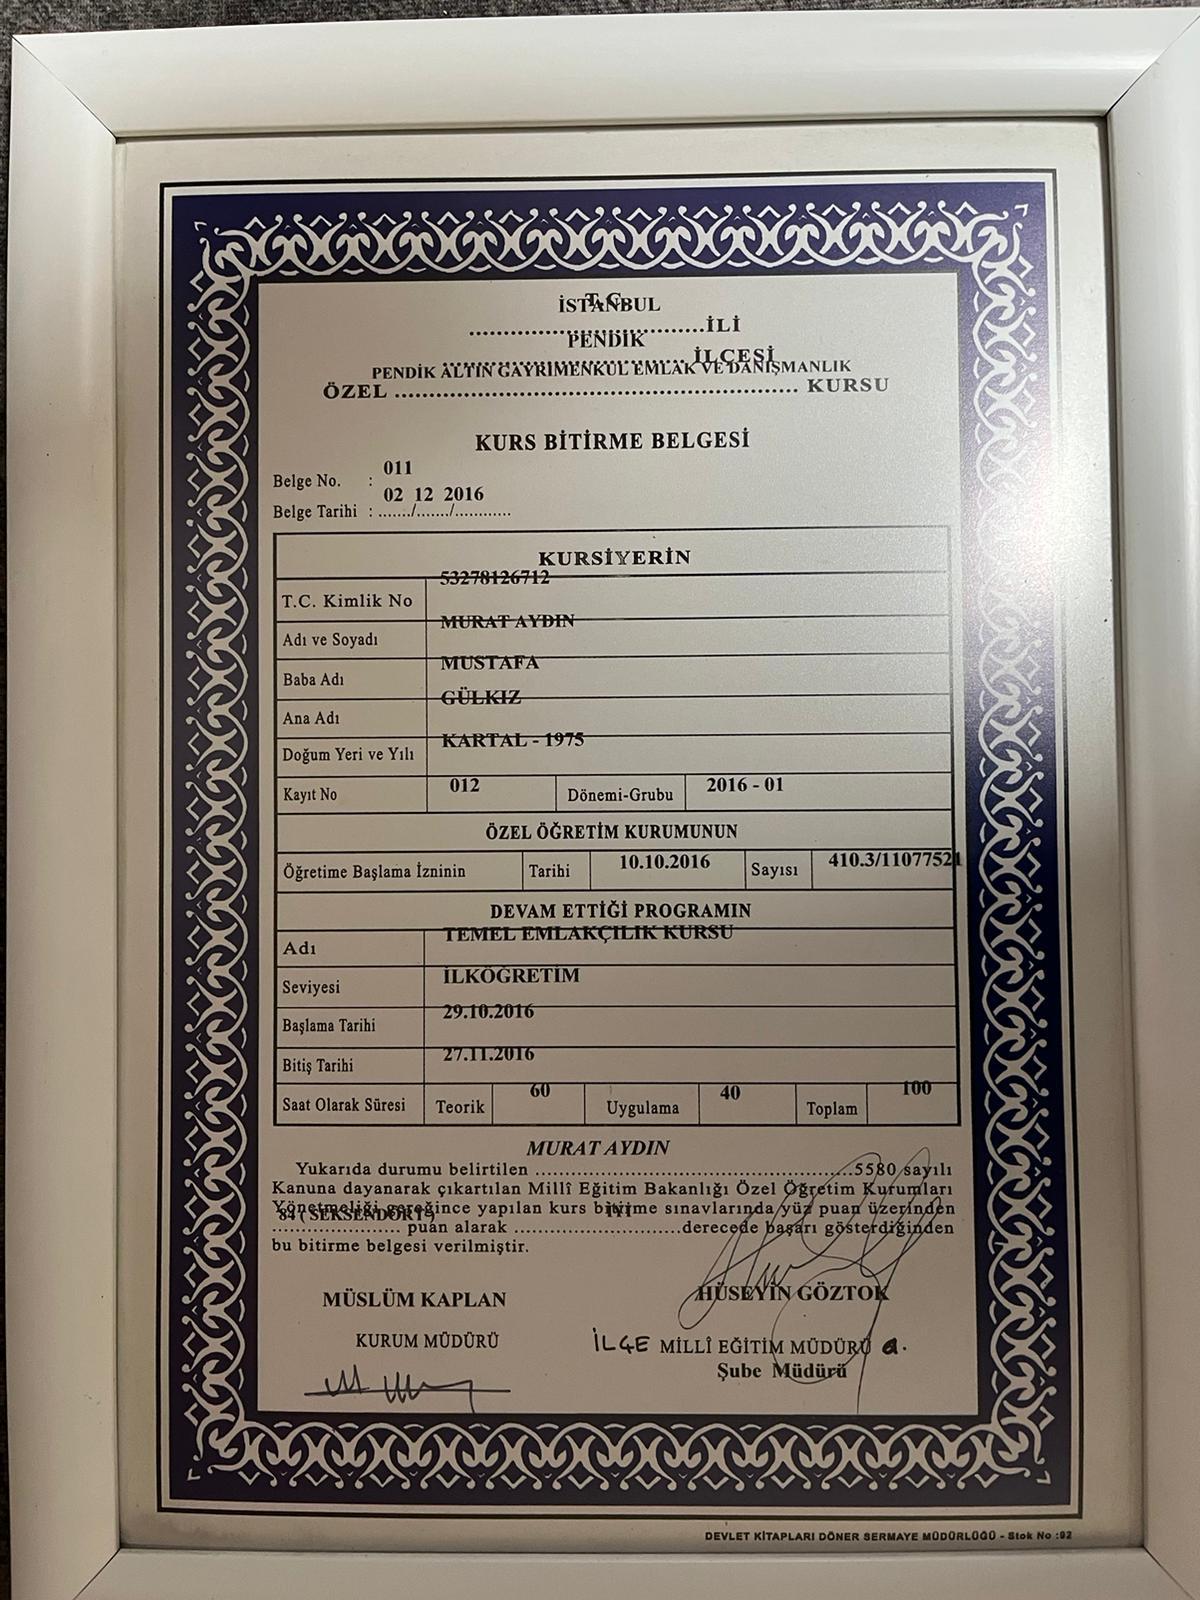 T.C.
İSTANBUL
..................................İLİ
PENDİK
.................................. İLÇESİ
PENDİK ALTIN GAYRIMENKUL EMLAK VE DANIŞMANLIK
ÖZEL ............................................................ KURSU
KURS BİTİRME BELGESİ
Belge No. : 011
Belge Tarihi : 02 12 2016
KURSİYERİN
T.C. Kimlik No 53278126712
Adı ve Soyadı MURAT AYDIN
Baba Adı MUSTAFA
Ana Adı GÜLKIZ
Doğum Yeri ve Yılı KARTAL - 1975
Kayıt No 012 Dönemi-Grubu 2016 - 01
ÖZEL ÖĞRETİM KURUMUNUN
Öğretime Başlama İzninin Tarihi 10.10.2016 Sayısı 410.3/11077521
DEVAM ETTİĞİ PROGRAMIN
Adı TEMEL EMLAKÇILIK KURSU
Seviyesi İLKÖĞRETİM
Başlama Tarihi 29.10.2016
Bitiş Tarihi 27.11.2016
Saat Olarak Süresi Teorik 60 Uygulama 40 Toplam 100
MURAT AYDIN
Yukarıda durumu belirtilen ..................................................5580 sayılı
Kanuna dayanarak çıkartılan Millî Eğitim Bakanlığı Özel Öğretim Kurumları
Yönetmeliği gereğince yapılan kurs bitirme sınavlarında yüz puan üzerinden
84 ( SEKSENDÖRT ) İYİ
.................... puan alarak ..........................derecede başarı gösterdiğinden
bu bitirme belgesi verilmiştir.
MÜSLÜM KAPLAN HÜSEYİN GÖZTOK
KURUM MÜDÜRÜ İLÇE MİLLÎ EĞİTİM MÜDÜRÜ a.
Şube Müdürü
DEVLET KİTAPLARI DÖNER SERMAYE MÜDÜRLÜĞÜ - Stok No :92